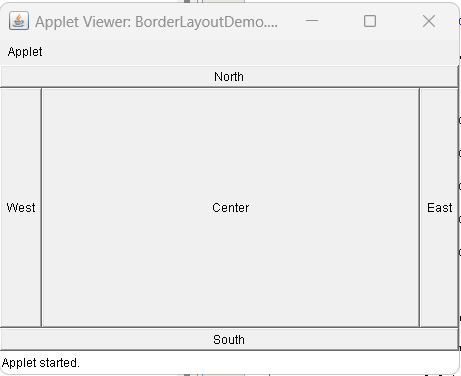 Applet Viewer: BorderLayoutDemo....
Applet
North
West Center East
South
Applet started.